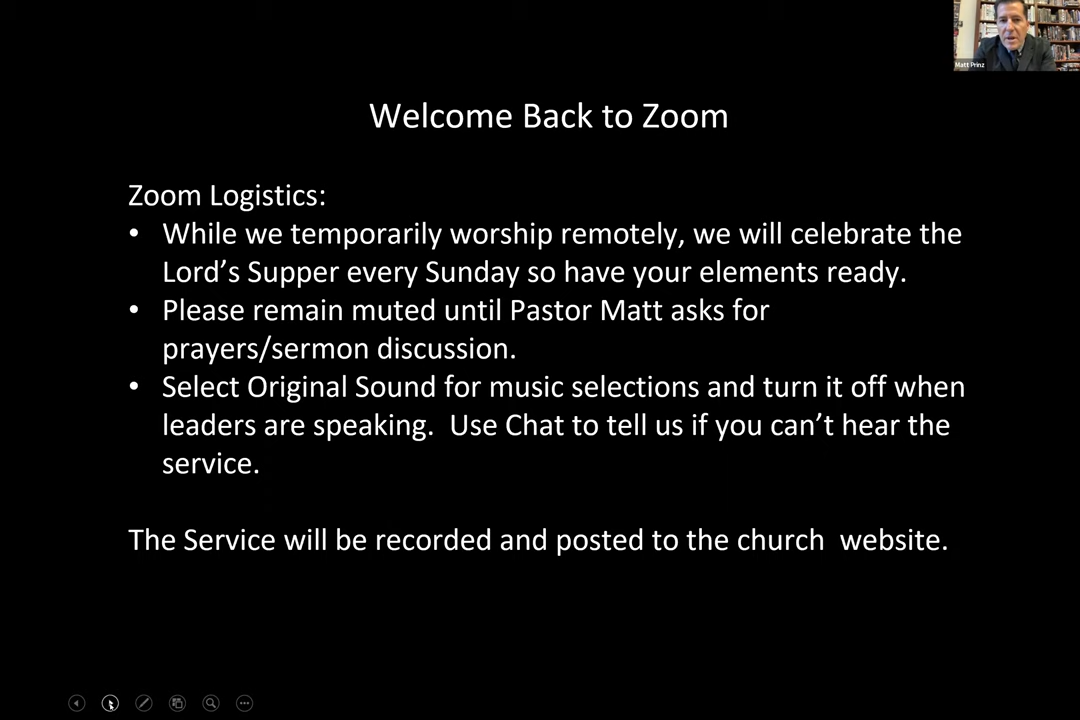 Matt Prinz
Welcome Back to Zoom
Zoom Logistics:
• While we temporarily worship remotely, we will celebrate the
Lord’s Supper every Sunday so have your elements ready.
• Please remain muted until Pastor Matt asks for
prayers/sermon discussion.
• Select Original Sound for music selections and turn it off when
leaders are speaking.  Use Chat to tell us if you can’t hear the
service.
The Service will be recorded and posted to the church  website.